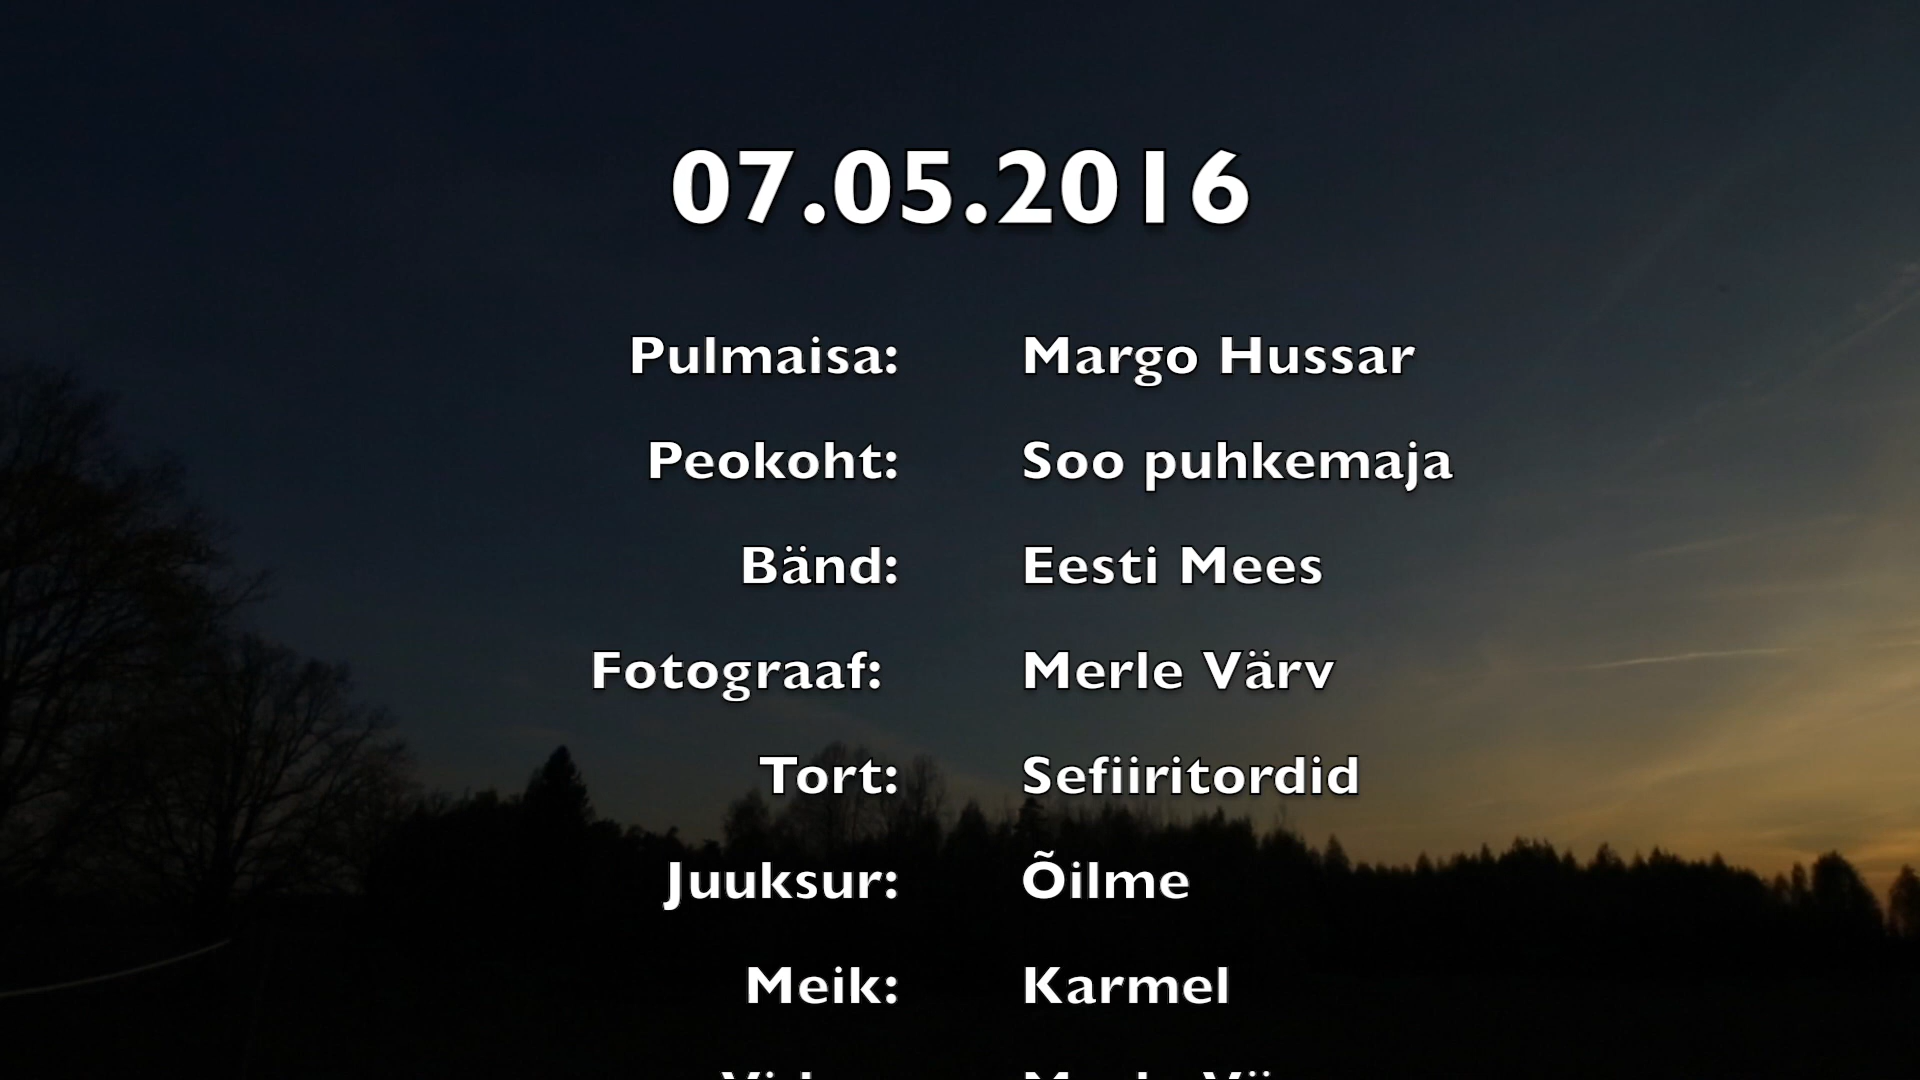 07.05.2016
Pulmaisa: Margo Hussar
Peokoht: Soo puhkemaja
Bänd: Eesti Mees
Fotograaf: Merle Värv
Tort: Sefiiritordid
Juuksur: Õilme
Meik: Karmel